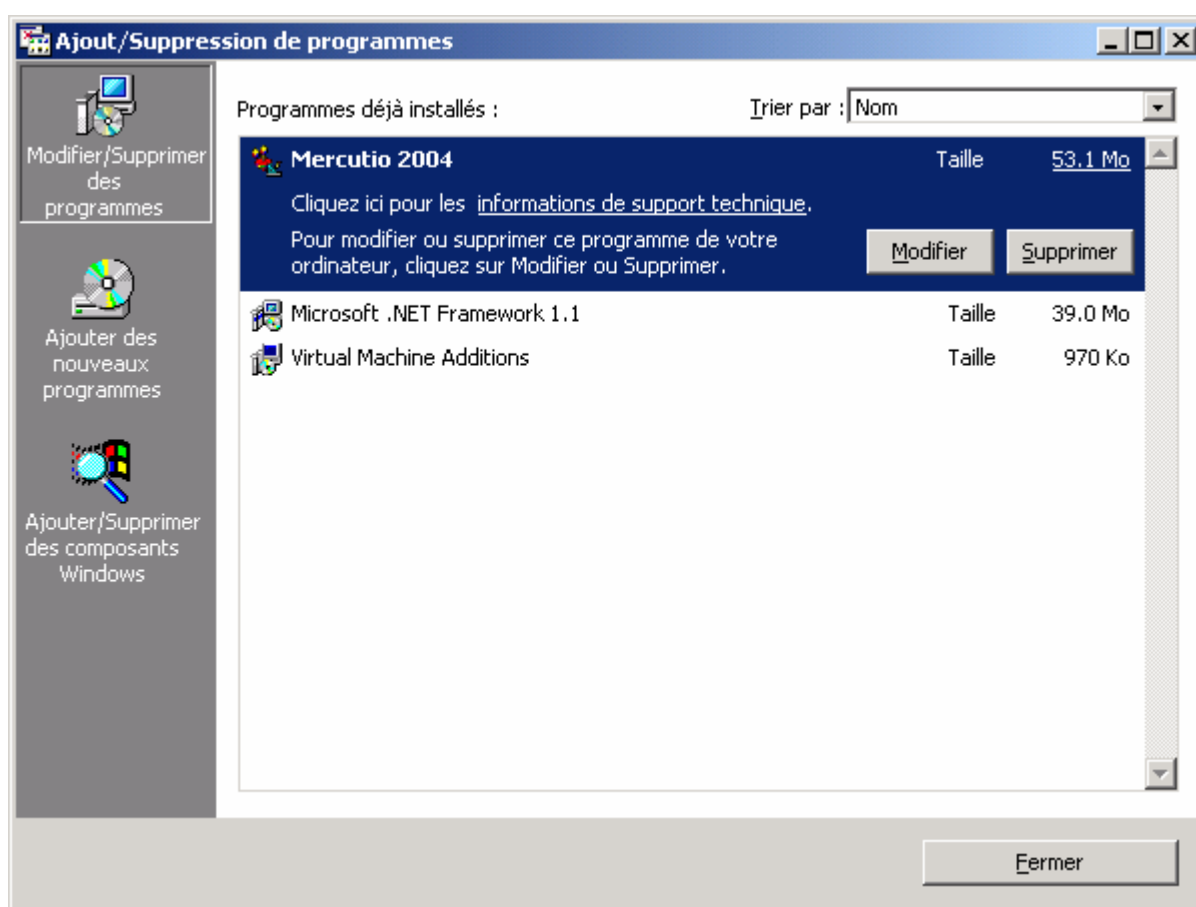 Ajout/Suppression de programmes
Modifier/Supprimer
des
programmes
Ajouter des
nouveaux
programmes
Ajouter/Supprimer
des composants
Windows
Programmes déjà installés :
Trier par : Nom
Mercutio 2004 Taille 53.1 Mo
Cliquez ici pour les informations de support technique.
Pour modifier ou supprimer ce programme de votre
ordinateur, cliquez sur Modifier ou Supprimer.
Modifier Supprimer
Microsoft .NET Framework 1.1 Taille 39.0 Mo
Virtual Machine Additions Taille 970 Ko
Fermer